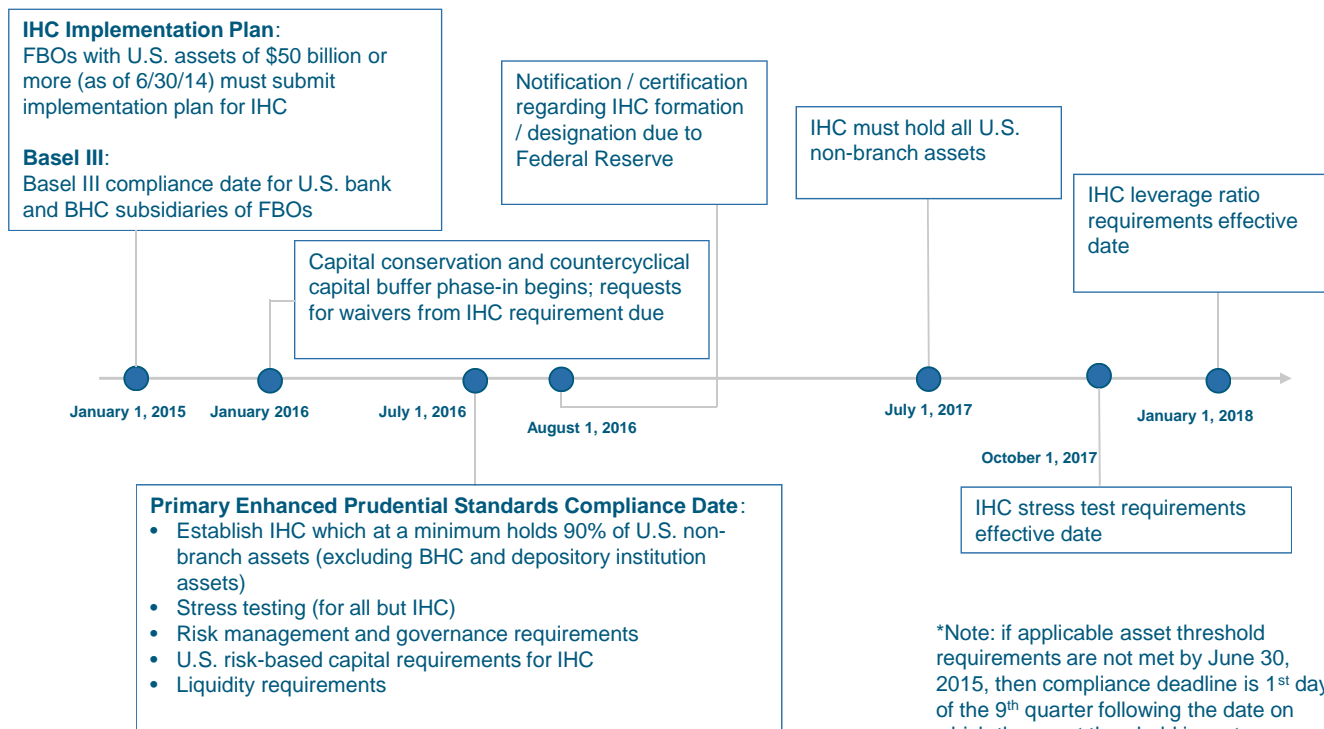 IHC Implementation Plan:
FBOs with U.S. assets of $50 billion or
more (as of 6/30/14) must submit
implementation plan for IHC
Basel III:
Basel III compliance date for U.S. bank
and BHC subsidiaries of FBOs
Notification / certification
regarding IHC formation
/ designation due to
Federal Reserve
IHC must hold all U.S.
non-branch assets
IHC leverage ratio
requirements effective
date
Capital conservation and countercyclical
capital buffer phase-in begins; requests
for waivers from IHC requirement due
January 1, 2015
January 2016
July 1, 2016
August 1, 2016
July 1, 2017
October 1, 2017
January 1, 2018
Primary Enhanced Prudential Standards Compliance Date:
• Establish IHC which at a minimum holds 90% of U.S. non-
branch assets (excluding BHC and depository institution
assets)
• Stress testing (for all but IHC)
• Risk management and governance requirements
• U.S. risk-based capital requirements for IHC
• Liquidity requirements
IHC stress test requirements
effective date
*Note: if applicable asset threshold
requirements are not met by June 30,
2015, then compliance deadline is 1st day
of the 9th quarter following the date on